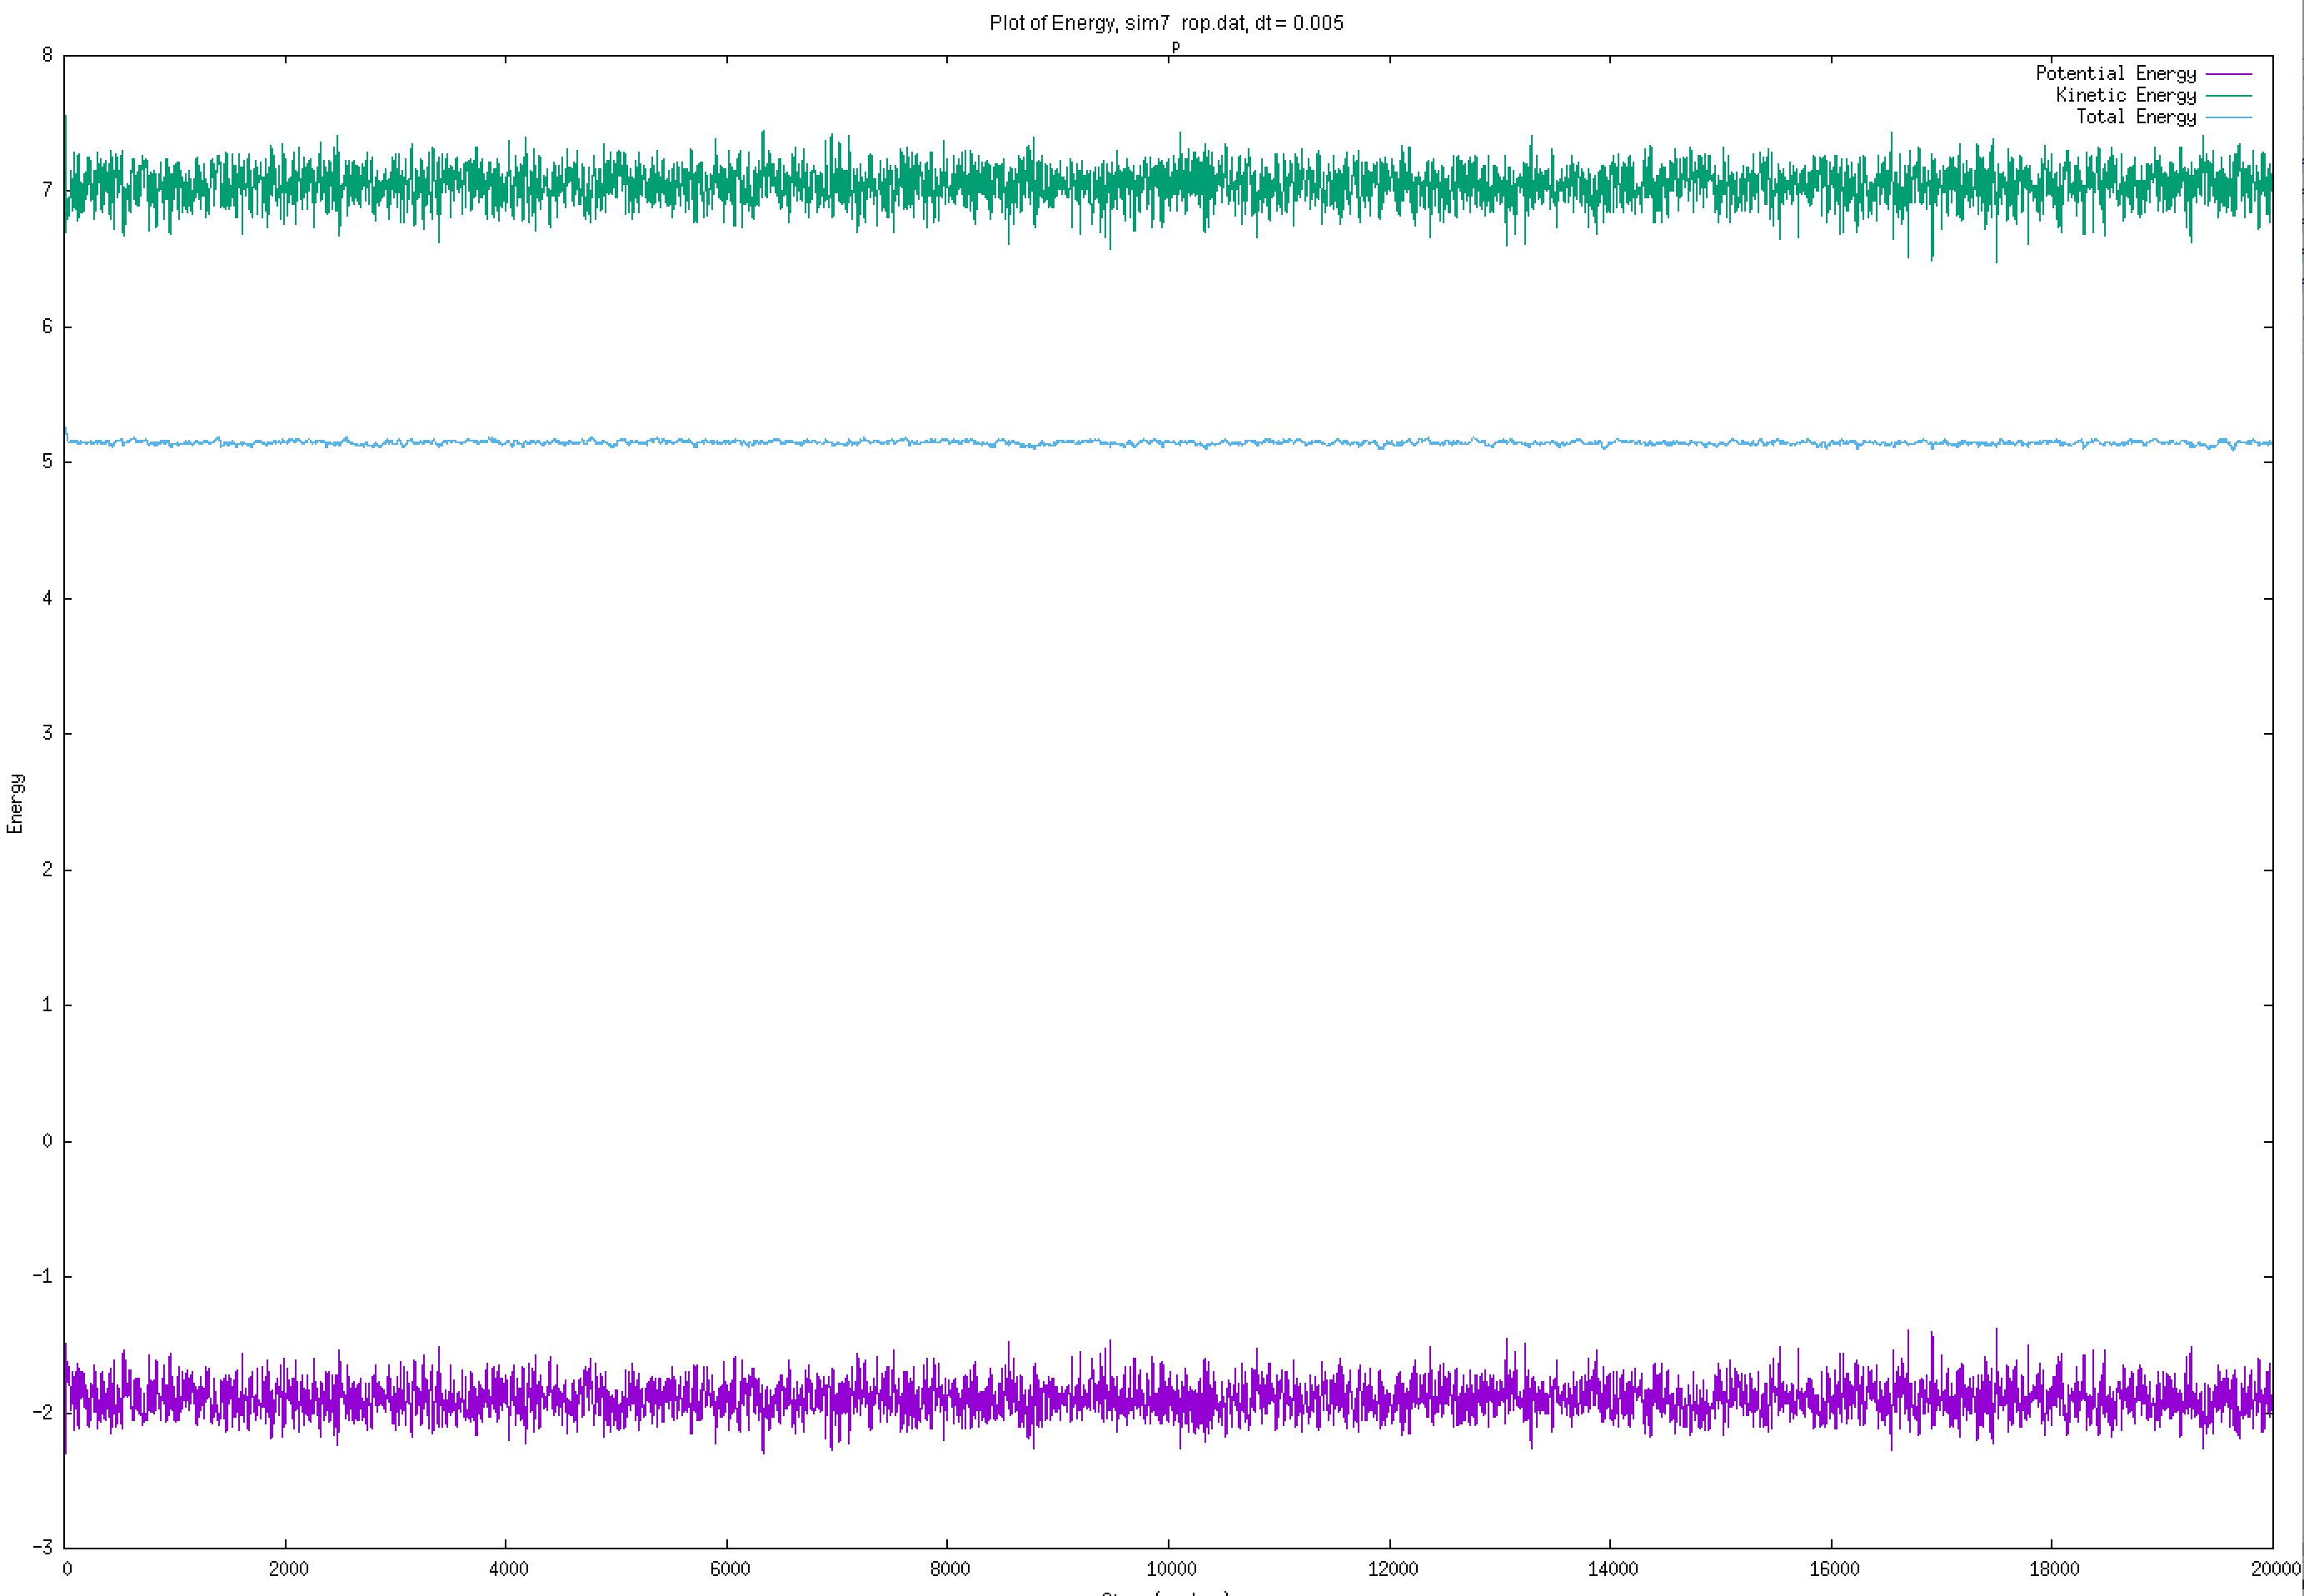 Plot of Energy, sim7 rop.dat, dt = 0.005
p
8
Potential Energy
Kinetic Energy
Total Energy
7
6
5
4
3
2
1
0
−1
−2
−3
Energy
0 2000 4000 6000 8000 10000 12000 14000 16000 18000 20000